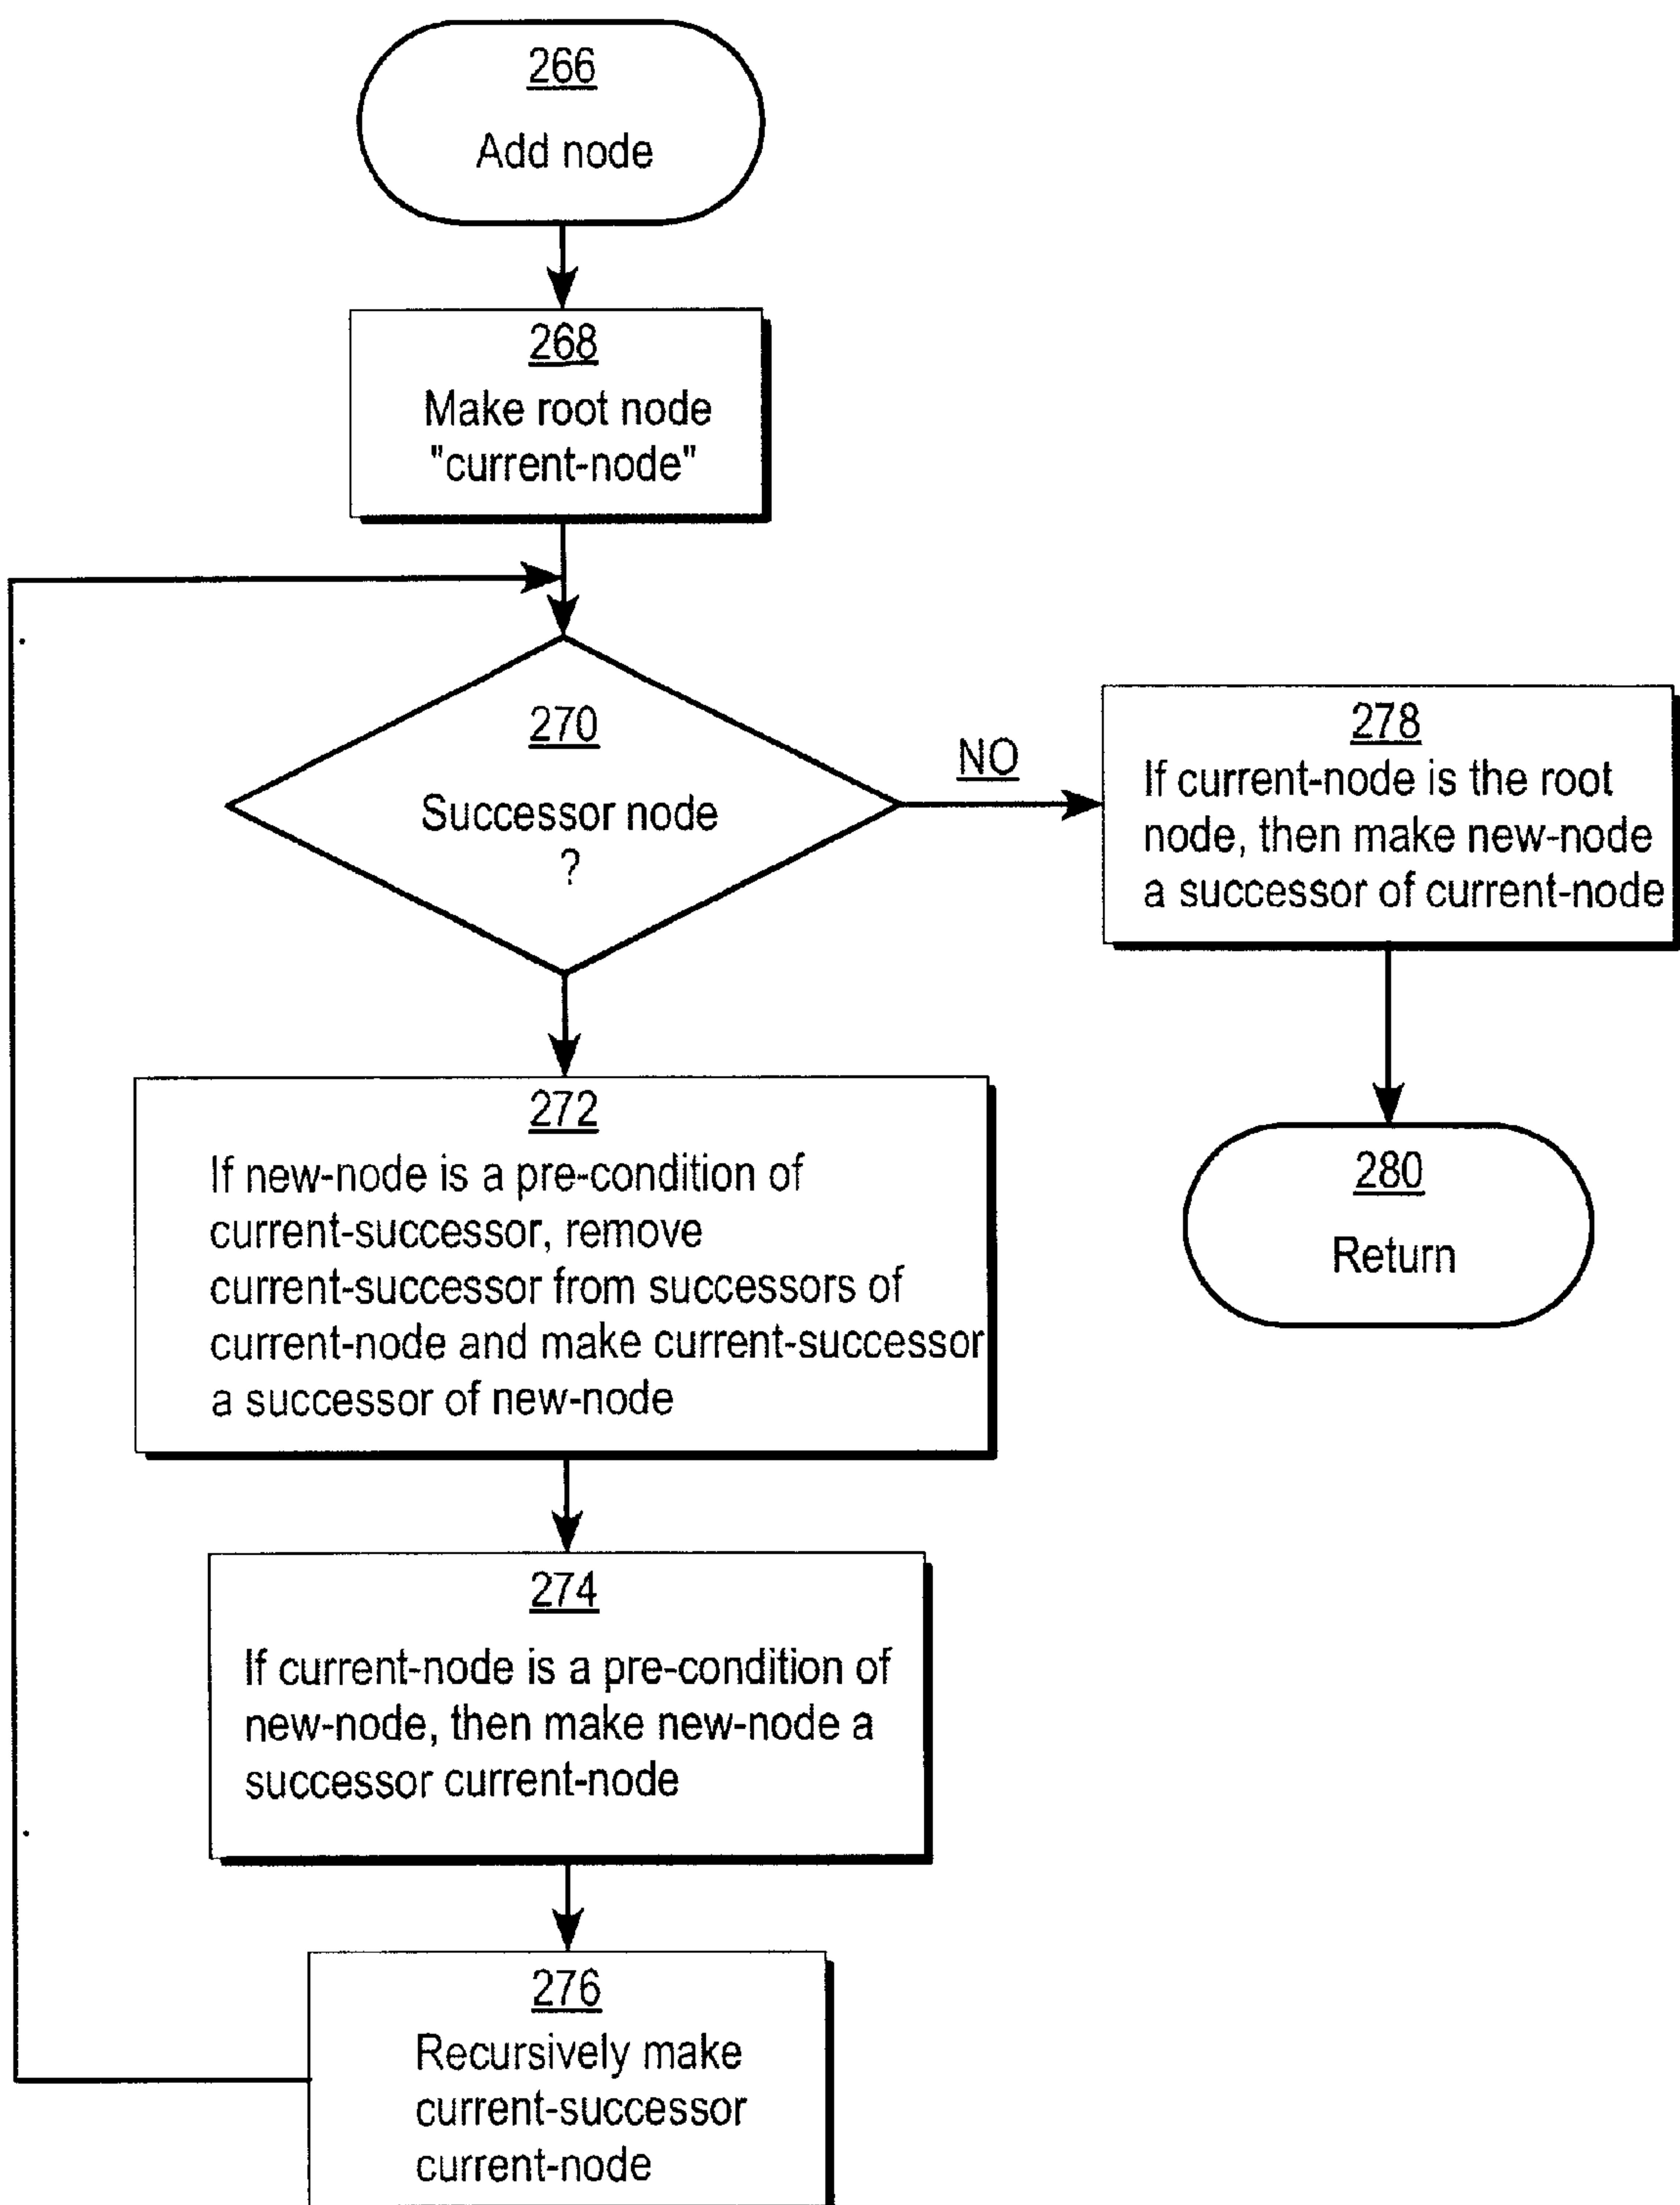 266
Add node
268
Make root node
"current-node"
270
Successor node
?
NO
278
If current-node is the root
node, then make new-node
a successor of current-node
280
Return
272
If new-node is a pre-condition of
current-successor, remove
current-successor from successors of
current-node and make current-successor
a successor of new-node
274
If current-node is a pre-condition of
new-node, then make new-node a
successor current-node
276
Recursively make
current-successor
current-node